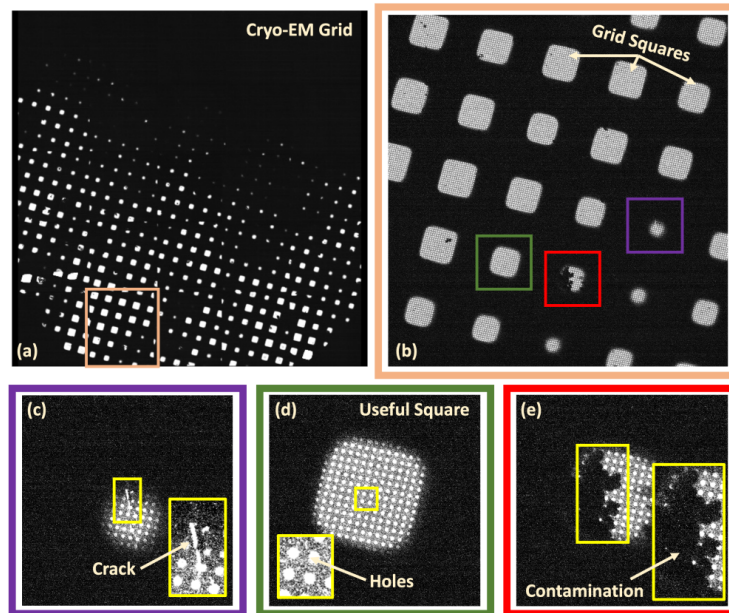 Cryo-EM Grid
(a)
Grid Squares
(b)
(c)
Crack
(d)
Useful Square
Holes
(e)
Contamination